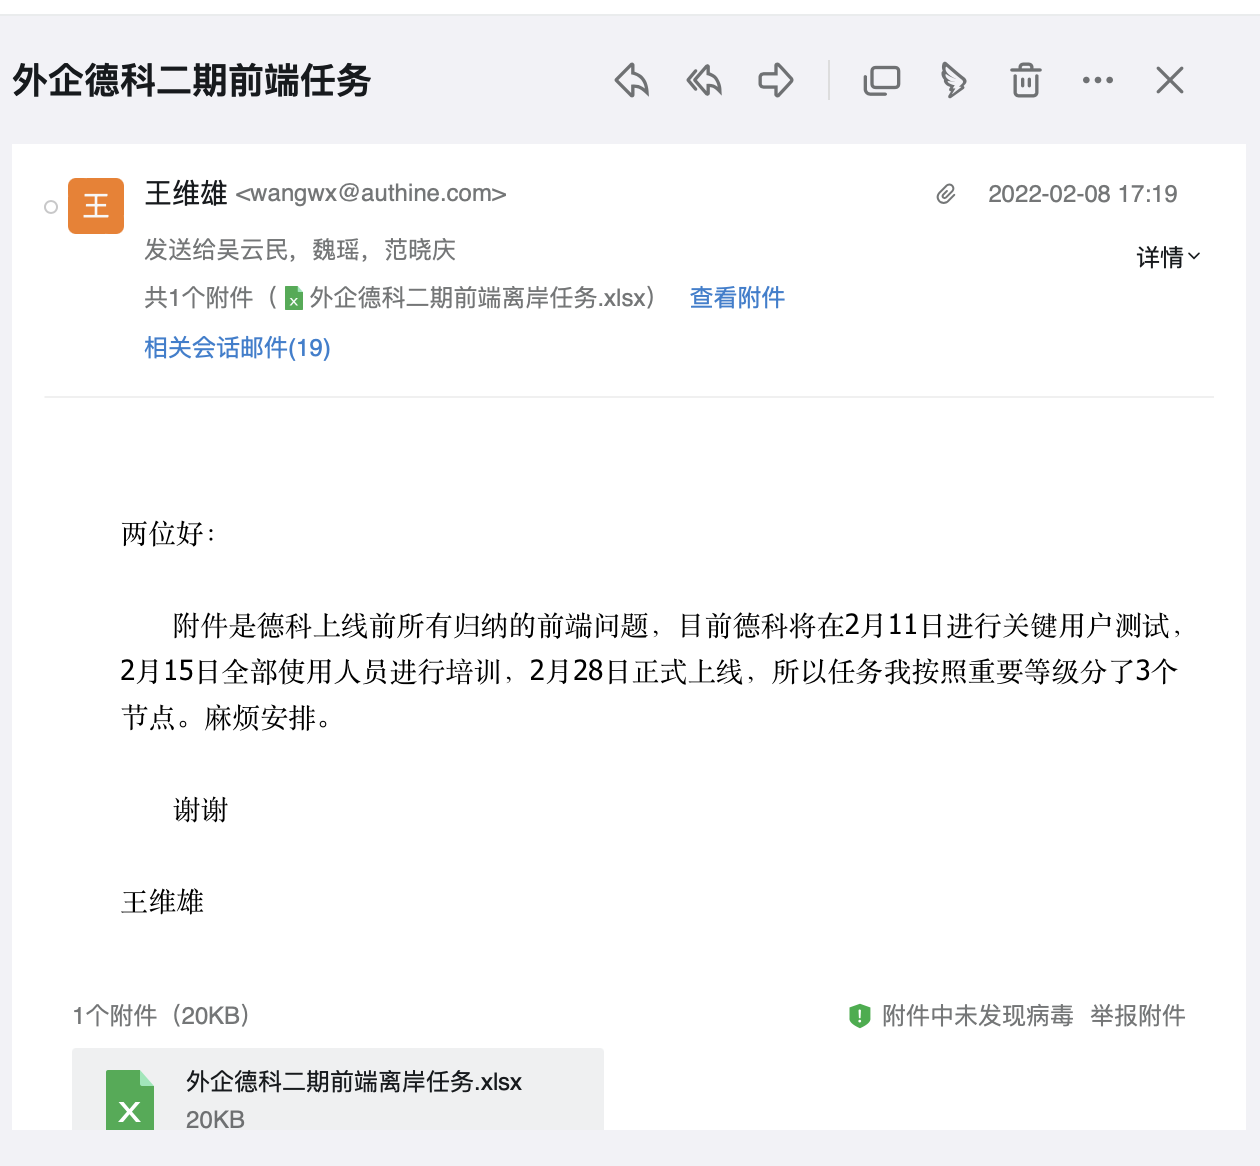 外企德科二期前端任务
王
王维雄 <wangwx@authine.com>
2022-02-08 17:19
发送给吴云民，魏瑶，范晓庆
详情
共1个附件（外企德科二期前端离岸任务.xlsx） 查看附件
相关会话邮件(19)
两位好：
附件是德科上线前所有归纳的前端问题，目前德科将在2月11日进行关键用户测试，
2月15日全部使用人员进行培训，2月28日正式上线，所以任务我按照重要等级分了3个
节点。麻烦安排。
谢谢
王维雄
1个附件（20KB）
附件中未发现病毒 举报附件
外企德科二期前端离岸任务.xlsx
20KB